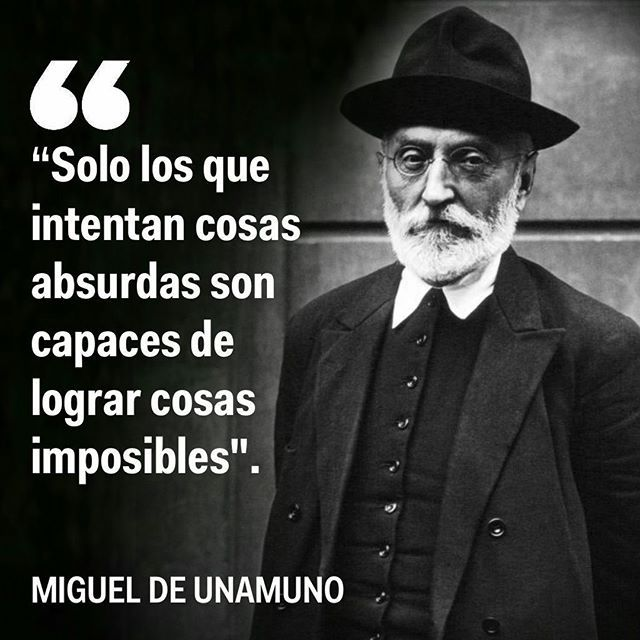 “Solo los que
intentan cosas
absurdas son
capaces de
lograr cosas
imposibles".
MIGUEL DE UNAMUNO